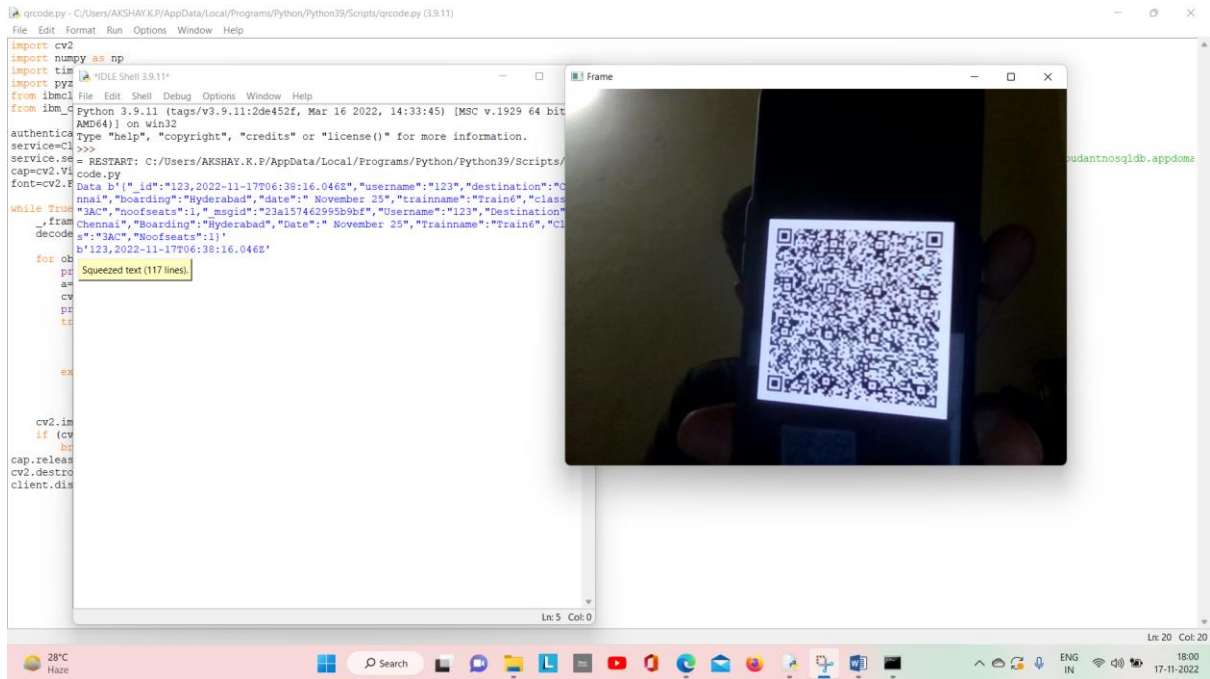 qrcode.py - C:/Users/AKSHAY.K.P/AppData/Local/Programs/Python/Python39/Scripts/qrcode.py (3.9.11)
File Edit Format Run Options Window Help
import cv2
import numpy as np
import tim
import pyz
from ibmcl
from ibm_c
authentica
service=Cl
service.se
cap=cv2.Vi
font=cv2.F
while True
_,fram
decode
for ob
pr
a=
cv
pr
tr
ex
cv2.im
if (cv
br
cap.releas
cv2.destro
client.dis
oudantnosqldb.appdoma
*IDLE Shell 3.9.11*
File Edit Shell Debug Options Window Help
Python 3.9.11 (tags/v3.9.11:2de452f, Mar 16 2022, 14:33:45) [MSC v.1929 64 bit
AMD64)] on win32
Type "help", "copyright", "credits" or "license()" for more information.
>>>
= RESTART: C:/Users/AKSHAY.K.P/AppData/Local/Programs/Python/Python39/Scripts/
code.py
Data b'{"_id":"123,2022-11-17T06:38:16.046Z","username":"123","destination":"C
nnai","boarding":"Hyderabad","date":" November 25","trainname":"Train6","class
"3AC","noofseats":1,"_msgid":"23a157462995b9bf","Username":"123","Destination"
Chennai","Boarding":"Hyderabad","Date":" November 25","Trainname":"Train6","Cl
s":"3AC","Noofseats":1}'
b'123,2022-11-17T06:38:16.046Z'
Squeezed text (117 lines).
Ln: 5 Col: 0
Frame
Ln: 20 Col: 20
28°C
Haze
Search
ENG
IN
18:00
17-11-2022